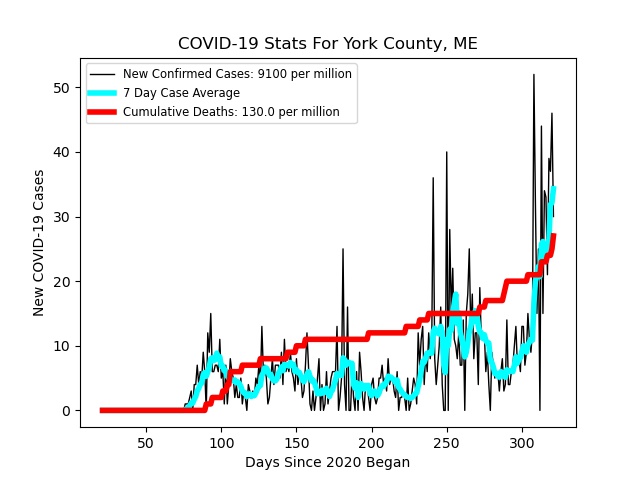 COVID-19 Stats For York County, ME
New Confirmed Cases: 9100 per million
7 Day Case Average
Cumulative Deaths: 130.0 per million
New COVID-19 Cases
50
40
30
20
10
0
50 100 150 200 250 300
Days Since 2020 Began